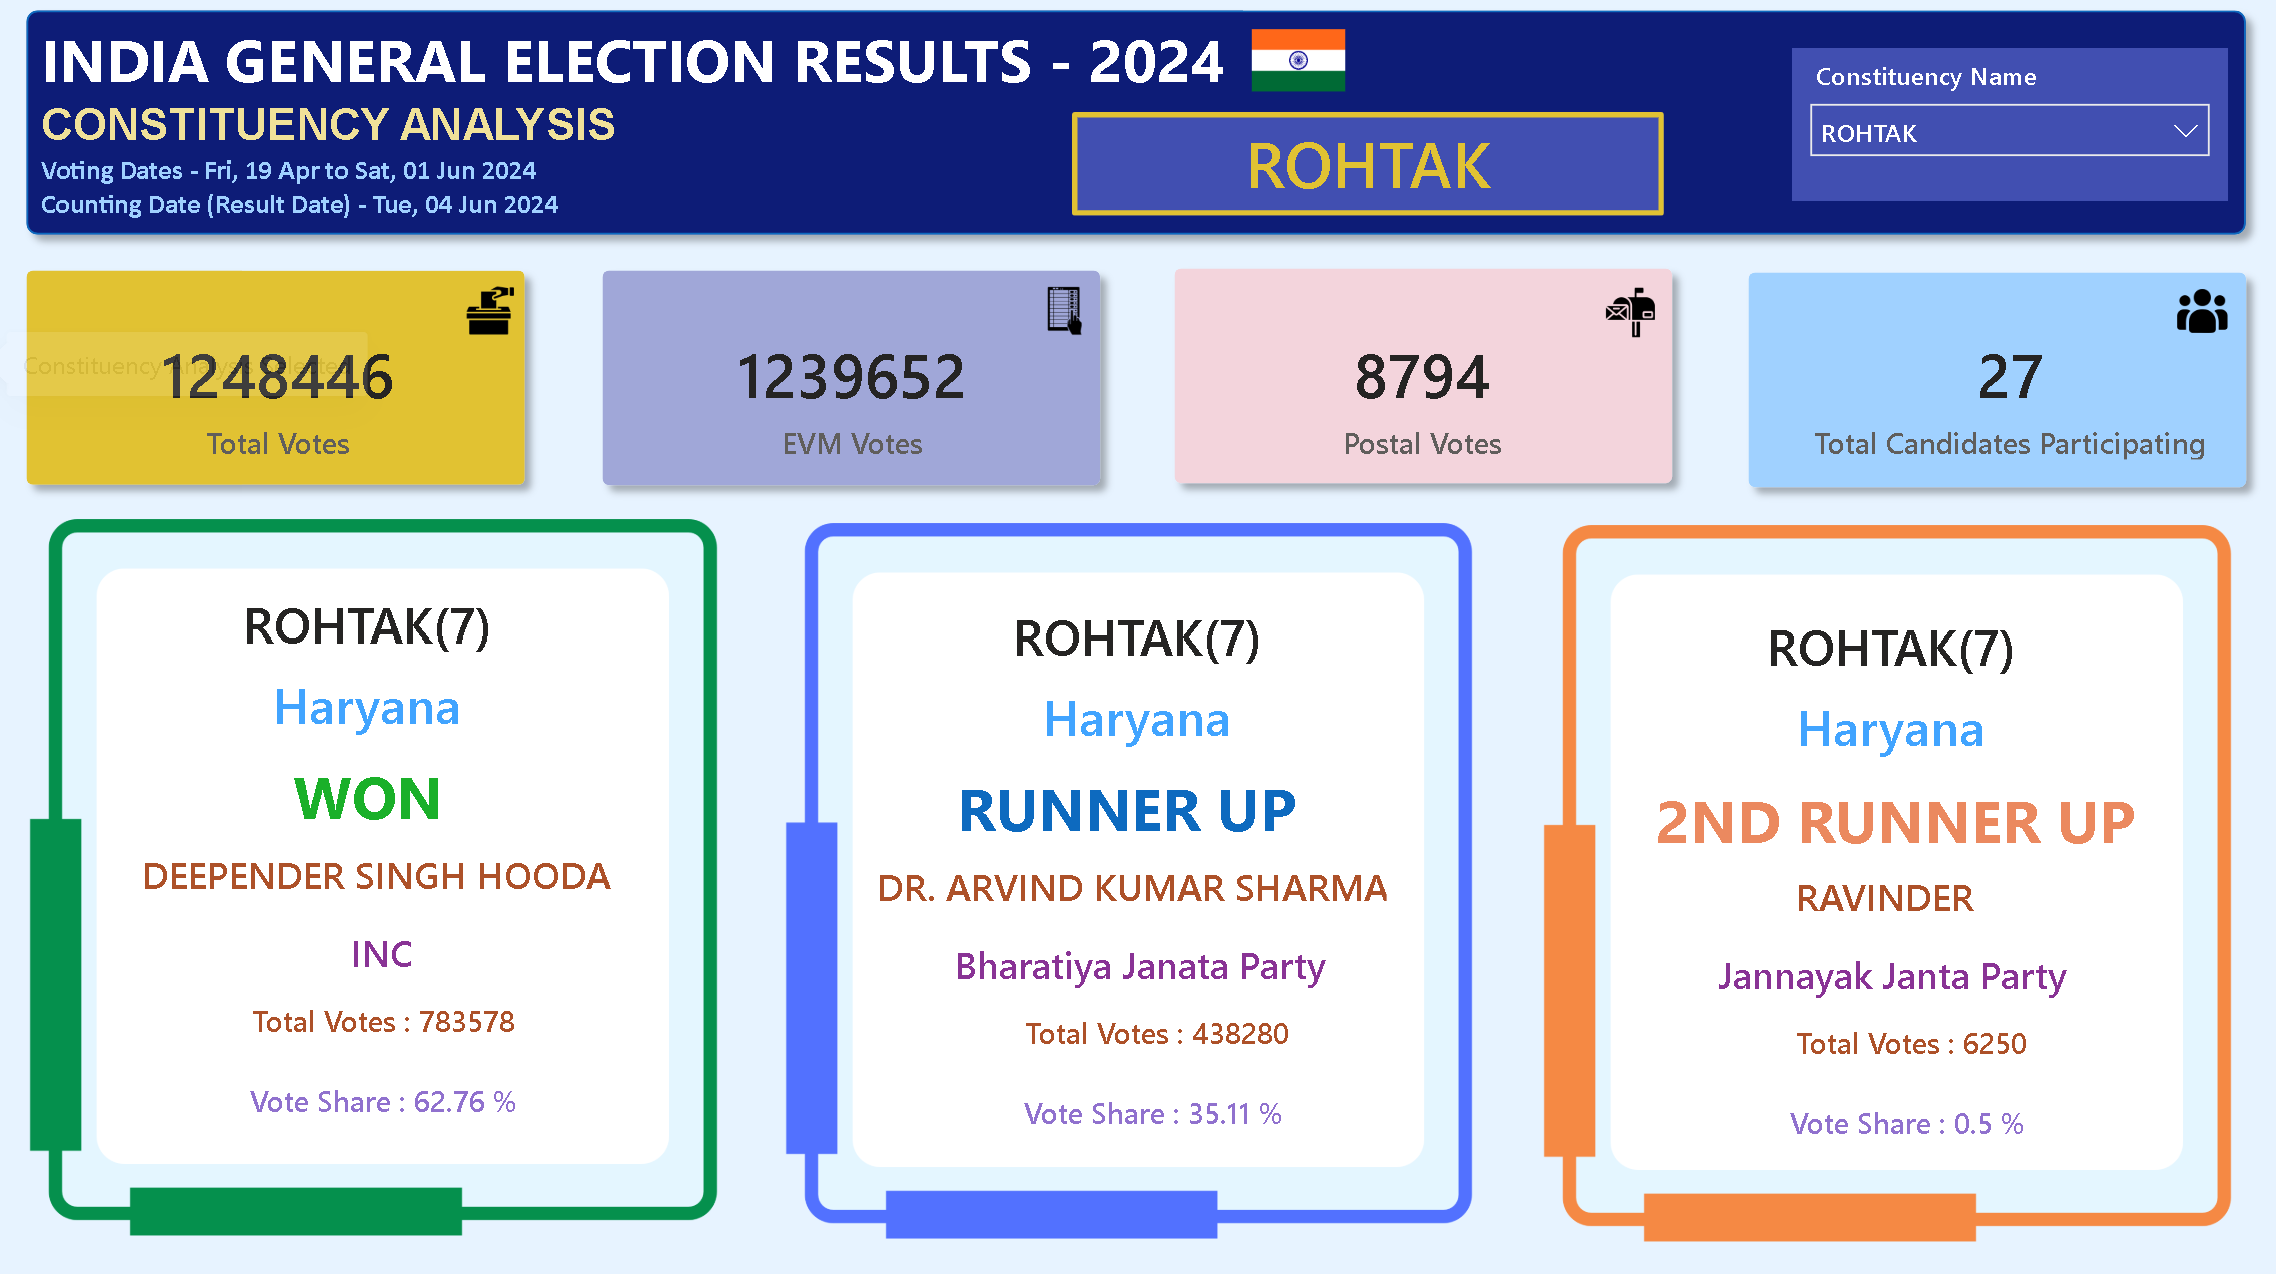 INDIA GENERAL ELECTION RESULTS - 2024
CONSTITUENCY ANALYSIS
Voting Dates - Fri, 19 Apr to Sat, 01 Jun 2024
Counting Date (Result Date) - Tue, 04 Jun 2024
ROHTAK
Constituency Name
ROHTAK
Constituency Analysis
1248446
Total Votes
1239652
EVM Votes
8794
Postal Votes
27
Total Candidates Participating
ROHTAK(7)
Haryana
WON
DEEPENDER SINGH HOODA
INC
Total Votes : 783578
Vote Share : 62.76 %
ROHTAK(7)
Haryana
RUNNER UP
DR. ARVIND KUMAR SHARMA
Bharatiya Janata Party
Total Votes : 438280
Vote Share : 35.11 %
ROHTAK(7)
Haryana
2ND RUNNER UP
RAVINDER
Jannayak Janta Party
Total Votes : 6250
Vote Share : 0.5 %